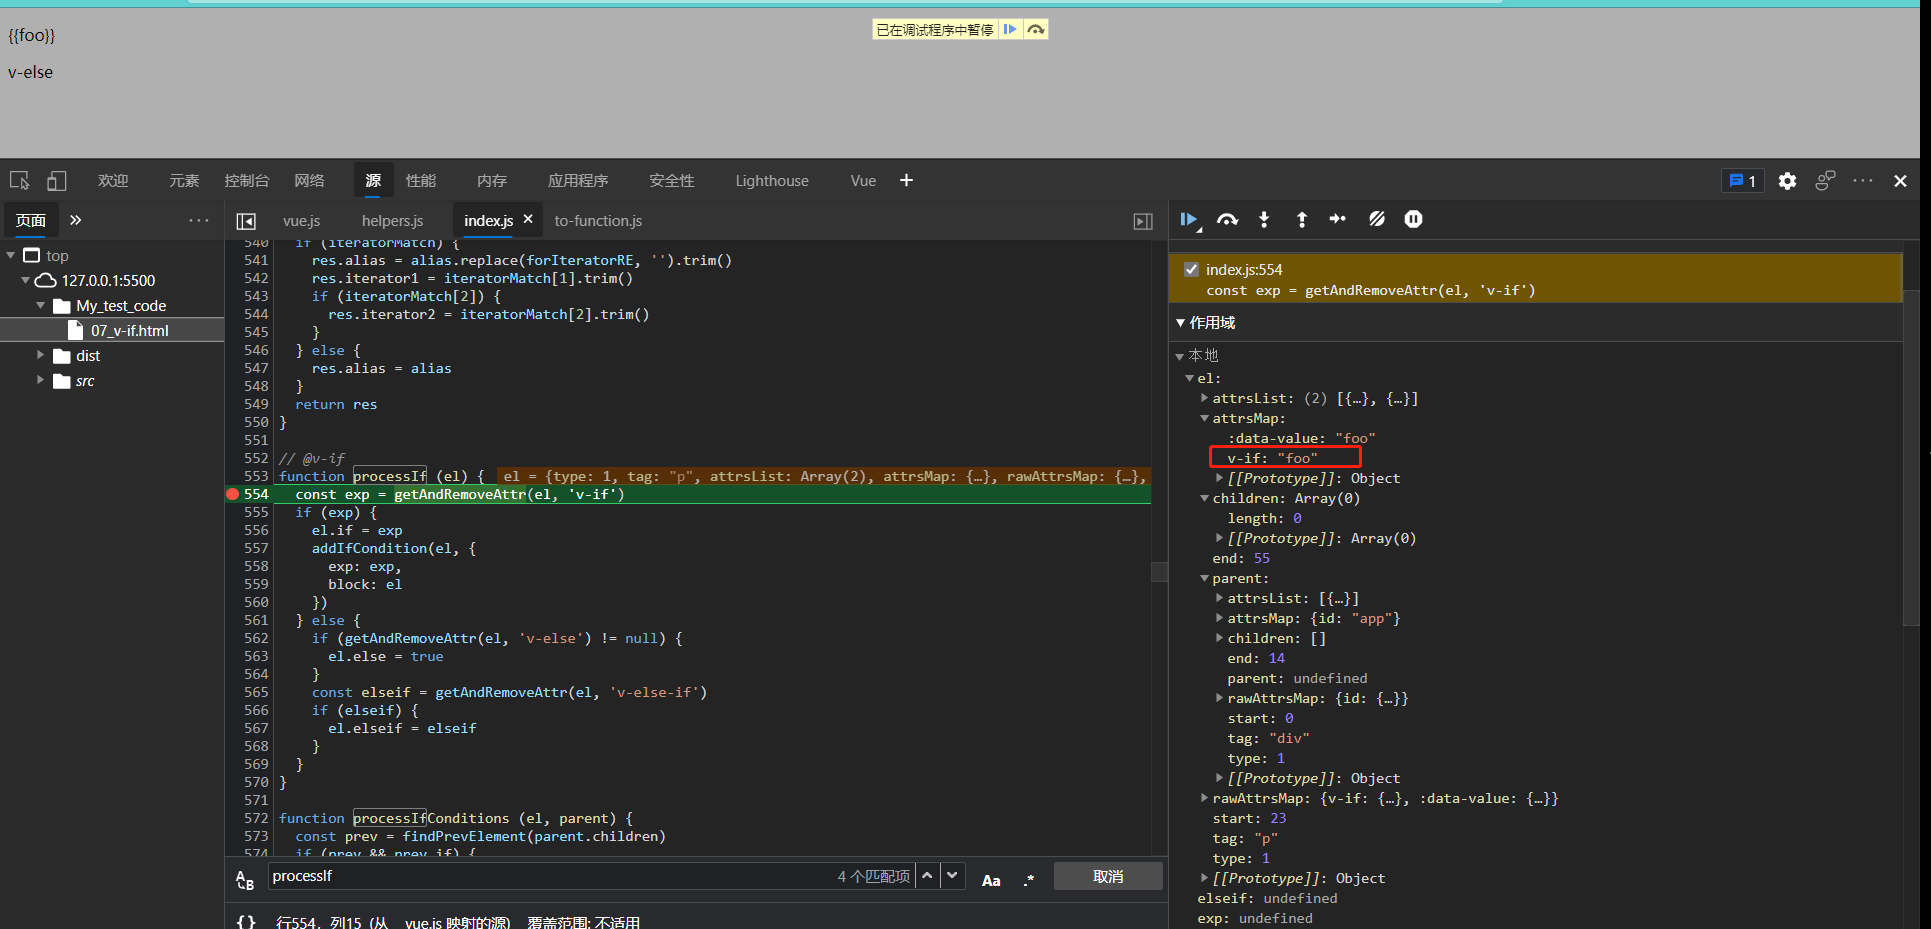 {{foo}}
已在调试程序中暂停
v-else
欢迎 元素 控制台 网络 源 性能 内存 应用程序 安全性 Lighthouse Vue + 1
页面 » ···
top
127.0.0.1:5500
My_test_code
07_v-if.html
dist
src
vue.js helpers.js index.js × to-function.js
540 if (iteratorMatch) {
541 res.alias = alias.replace(forIteratorRE, '').trim()
542 res.iterator1 = iteratorMatch[1].trim()
543 if (iteratorMatch[2]) {
544 res.iterator2 = iteratorMatch[2].trim()
545 }
546 } else {
547 res.alias = alias
548 }
549 return res
550 }
551
552 // @v-if
553 function processIf (el) { el = {type: 1, tag: "p", attrsList: Array(2), attrsMap: {…}, rawAttrsMap: {…},
554 const exp = getAndRemoveAttr(el, 'v-if')
555 if (exp) {
556 el.if = exp
557 addIfCondition(el, {
558 exp: exp,
559 block: el
560 })
561 } else {
562 if (getAndRemoveAttr(el, 'v-else') != null) {
563 el.else = true
564 }
565 const elseif = getAndRemoveAttr(el, 'v-else-if')
566 if (elseif) {
567 el.elseif = elseif
568 }
569 }
570 }
571
572 function processIfConditions (el, parent) {
573 const prev = findPrevElement(parent.children)
574 if (prev && prev.if) {
processIf 4 个匹配项 Aa .* 取消
{} 行554，列15 (从 vue.js 映射的源) 覆盖范围: 不适用
index.js:554
const exp = getAndRemoveAttr(el, 'v-if')
作用域
本地
el:
attrsList: (2) [{…}, {…}]
attrsMap:
:data-value: "foo"
v-if: "foo"
[[Prototype]]: Object
children: Array(0)
length: 0
[[Prototype]]: Array(0)
end: 55
parent:
attrsList: [{…}]
attrsMap: {id: "app"}
children: []
end: 14
parent: undefined
rawAttrsMap: {id: {…}}
start: 0
tag: "div"
type: 1
[[Prototype]]: Object
rawAttrsMap: {v-if: {…}, :data-value: {…}}
start: 23
tag: "p"
type: 1
[[Prototype]]: Object
elseif: undefined
exp: undefined